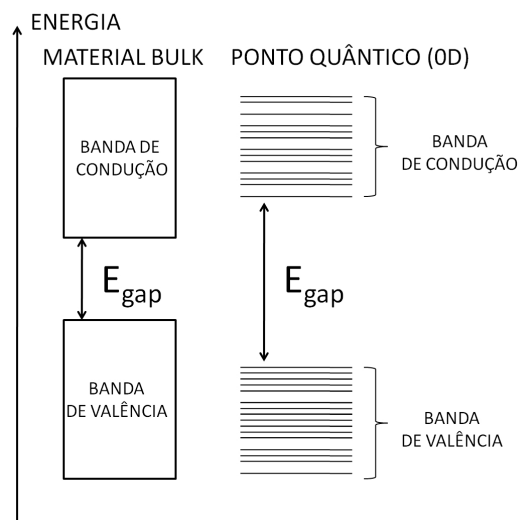 ENERGIA
MATERIAL BULK
PONTO QUÂNTICO (0D)
BANDA DE
CONDUÇÃO
BANDA
DE CONDUÇÃO
E gap
E gap
BANDA
DE VALÊNCIA
BANDA
DE VALÊNCIA